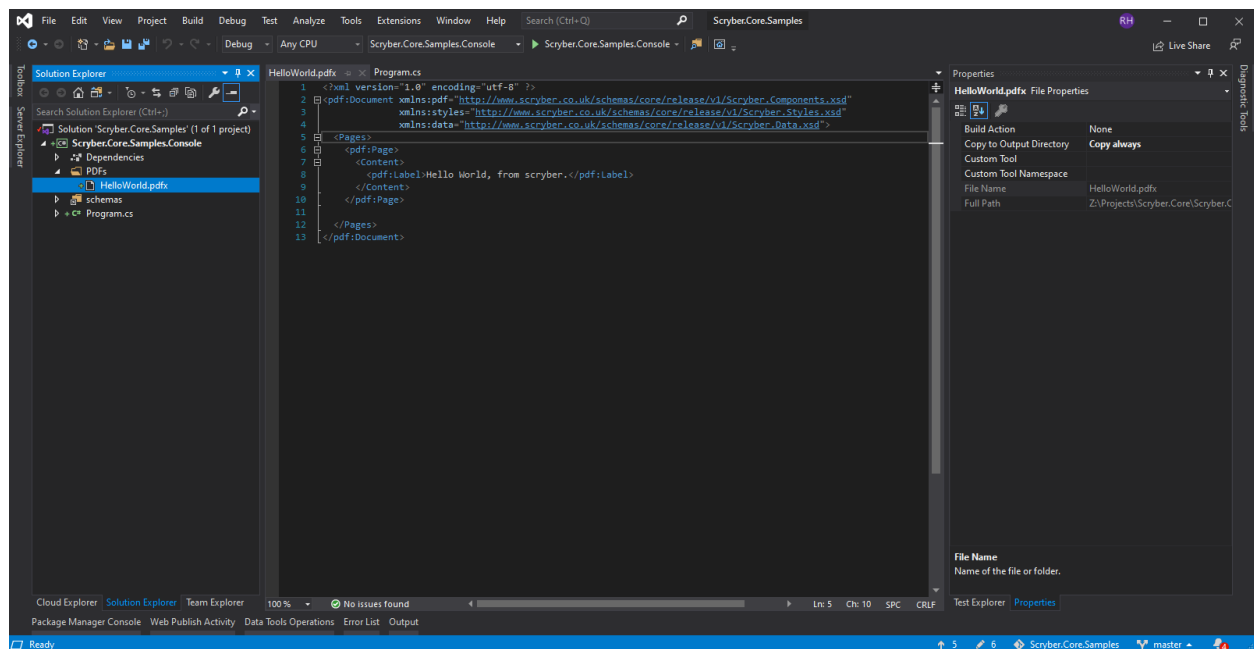 File Edit View Project Build Debug Test Analyze Tools Extensions Window Help Search (Ctrl+Q) Scryber.Core.Samples RH
Debug Any CPU Scryber.Core.Samples.Console Scryber.Core.Samples.Console Live Share
Toolbox
Server Explorer
Solution Explorer
Search Solution Explorer (Ctrl+;)
Solution 'Scryber.Core.Samples' (1 of 1 project)
Scryber.Core.Samples.Console
Dependencies
PDFs
HelloWorld.pdfx
schemas
C# Program.cs
Cloud Explorer Solution Explorer Team Explorer
HelloWorld.pdfx Program.cs
1 <?xml version="1.0" encoding="utf-8" ?>
2 <pdf:Document xmlns:pdf="http://www.scryber.co.uk/schemas/core/release/v1/Scryber.Components.xsd"
3 xmlns:styles="http://www.scryber.co.uk/schemas/core/release/v1/Scryber.Styles.xsd"
4 xmlns:data="http://www.scryber.co.uk/schemas/core/release/v1/Scryber.Data.xsd">
5 <Pages>
6 <pdf:Page>
7 <Content>
8 <pdf:Label>Hello World, from scryber.</pdf:Label>
9 </Content>
10 </pdf:Page>
11
12 </Pages>
13 </pdf:Document>
100 % No issues found Ln: 5 Ch: 10 SPC CRLF
Properties
HelloWorld.pdfx File Properties
Build Action None
Copy to Output Directory Copy always
Custom Tool
Custom Tool Namespace
File Name HelloWorld.pdfx
Full Path Z:\Projects\Scryber.Core\Scryber.C
File Name
Name of the file or folder.
Test Explorer Properties
Diagnostic Tools
Package Manager Console Web Publish Activity Data Tools Operations Error List Output
Ready 5 6 Scryber.Core.Samples master 4